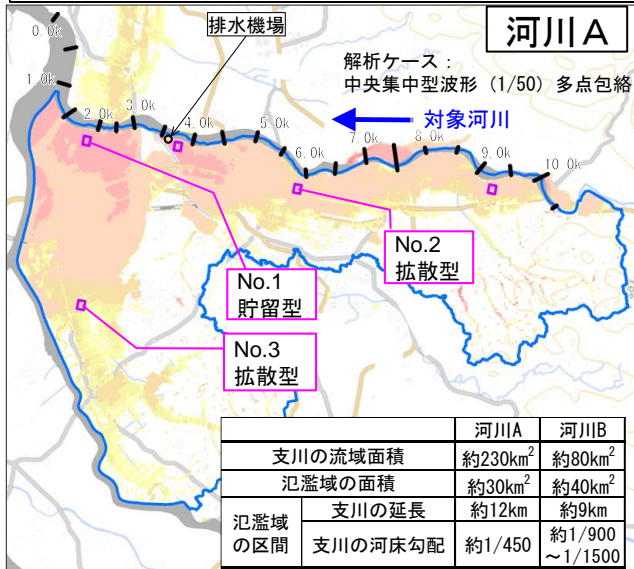 河川A
排水機場
解析ケース：
中央集中型波形（1/50）多点包絡
対象河川
0.0k
1.0k
2.0k
3.0k
4.0k
5.0k
6.0k
7.0k
8.0k
9.0k
10.0k
No.1
貯留型
No.2
拡散型
No.3
拡散型
河川A 河川B
支川の流域面積 約230km² 約80km²
氾濫域の面積 約30km² 約40km²
氾濫域の区間 支川の延長 約12km 約9km
支川の河床勾配 約1/450 約1/900～1/1500